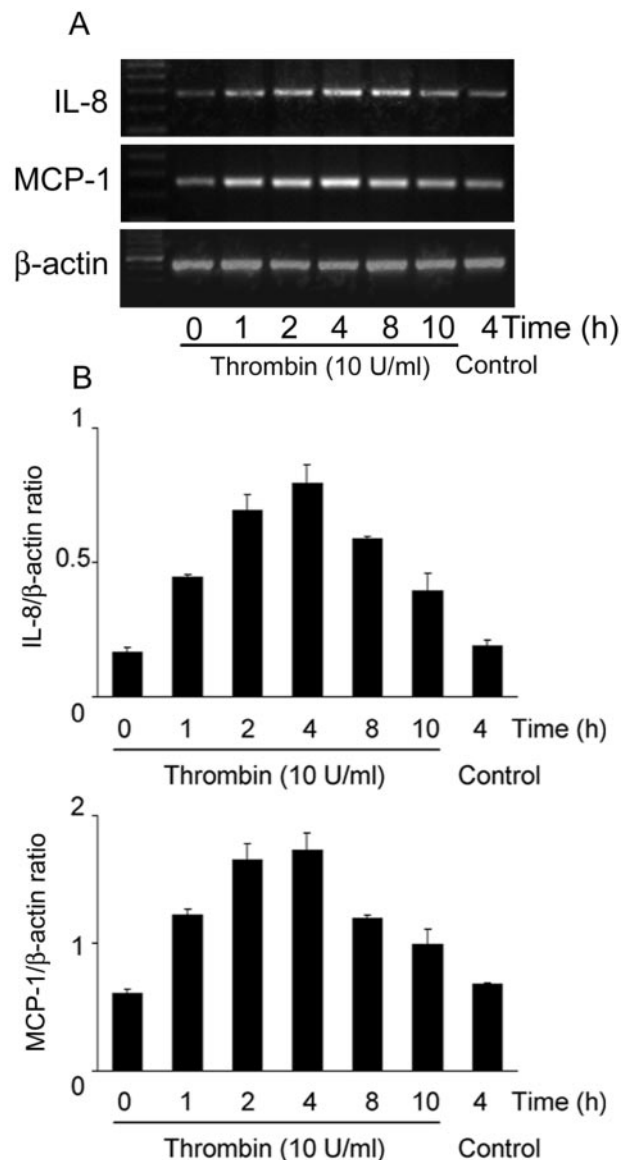 A
IL-8
MCP-1
β-actin
0 1 2 4 8 10 4 Time (h)
Thrombin (10 U/ml) Control
B
1
0.5
0
IL-8/β-actin ratio
0 1 2 4 8 10 4 Time (h)
Thrombin (10 U/ml) Control
2
1
0
MCP-1/β-actin ratio
0 1 2 4 8 10 4 Time (h)
Thrombin (10 U/ml) Control